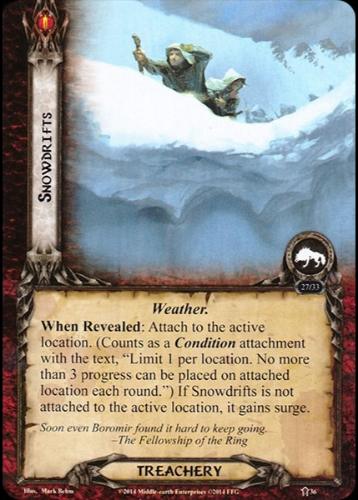 SNOWDRIFTS
27/33
Weather.
When Revealed: Attach to the active
location. (Counts as a Condition attachment
with the text, “Limit 1 per location. No more
than 3 progress can be placed on attached
location each round.”) If Snowdrifts is
not attached to the active location, it gains surge.
Soon even Boromir found it hard to keep going.
–The Fellowship of the Ring
TREACHERY
Illus. Mark Behm
©2014 Middle-earth Enterprises ©2014 FFG
36